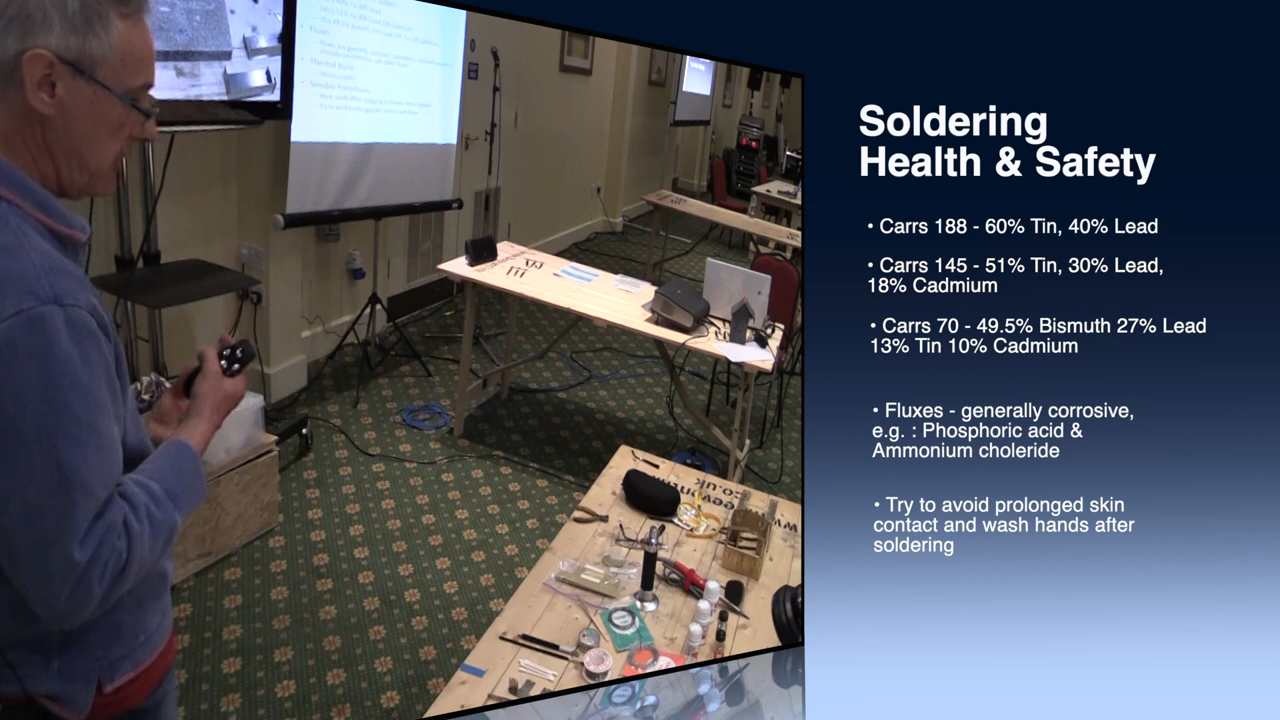 Soldering
Health & Safety
• Carrs 188 - 60% Tin, 40% Lead
• Carrs 145 - 51% Tin, 30% Lead,
18% Cadmium
• Carrs 70 - 49.5% Bismuth 27% Lead
13% Tin 10% Cadmium
• Fluxes - generally corrosive,
e.g. : Phosphoric acid &
Ammonium choleride
• Try to avoid prolonged skin
contact and wash hands after
soldering
co.uk